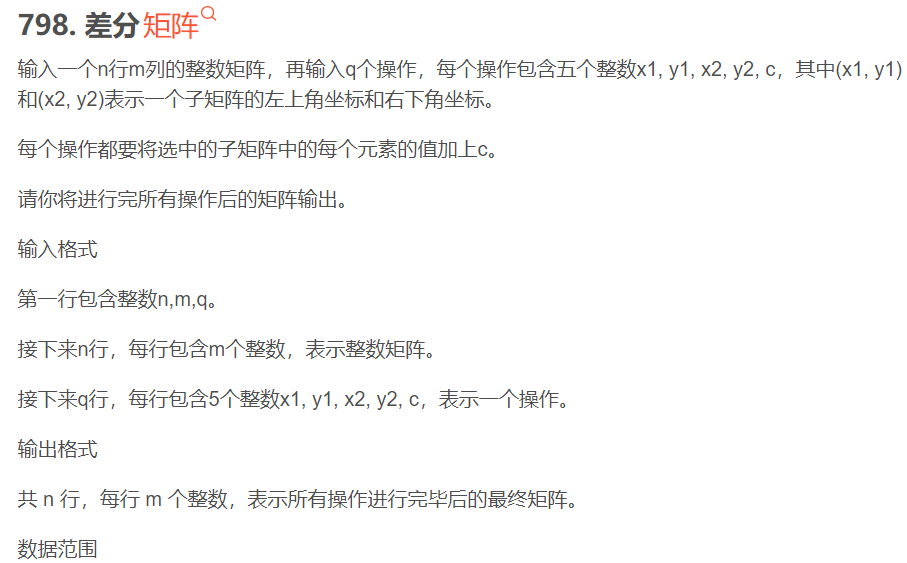 798. 差分矩阵
输入一个n行m列的整数矩阵，再输入q个操作，每个操作包含五个整数x1, y1, x2, y2, c，其中(x1, y1)
和(x2, y2)表示一个子矩阵的左上角坐标和右下角坐标。
每个操作都要将选中的子矩阵中的每个元素的值加上c。
请你将进行完所有操作后的矩阵输出。
输入格式
第一行包含整数n,m,q。
接下来n行，每行包含m个整数，表示整数矩阵。
接下来q行，每行包含5个整数x1, y1, x2, y2, c，表示一个操作。
输出格式
共 n 行，每行 m 个整数，表示所有操作进行完毕后的最终矩阵。
数据范围